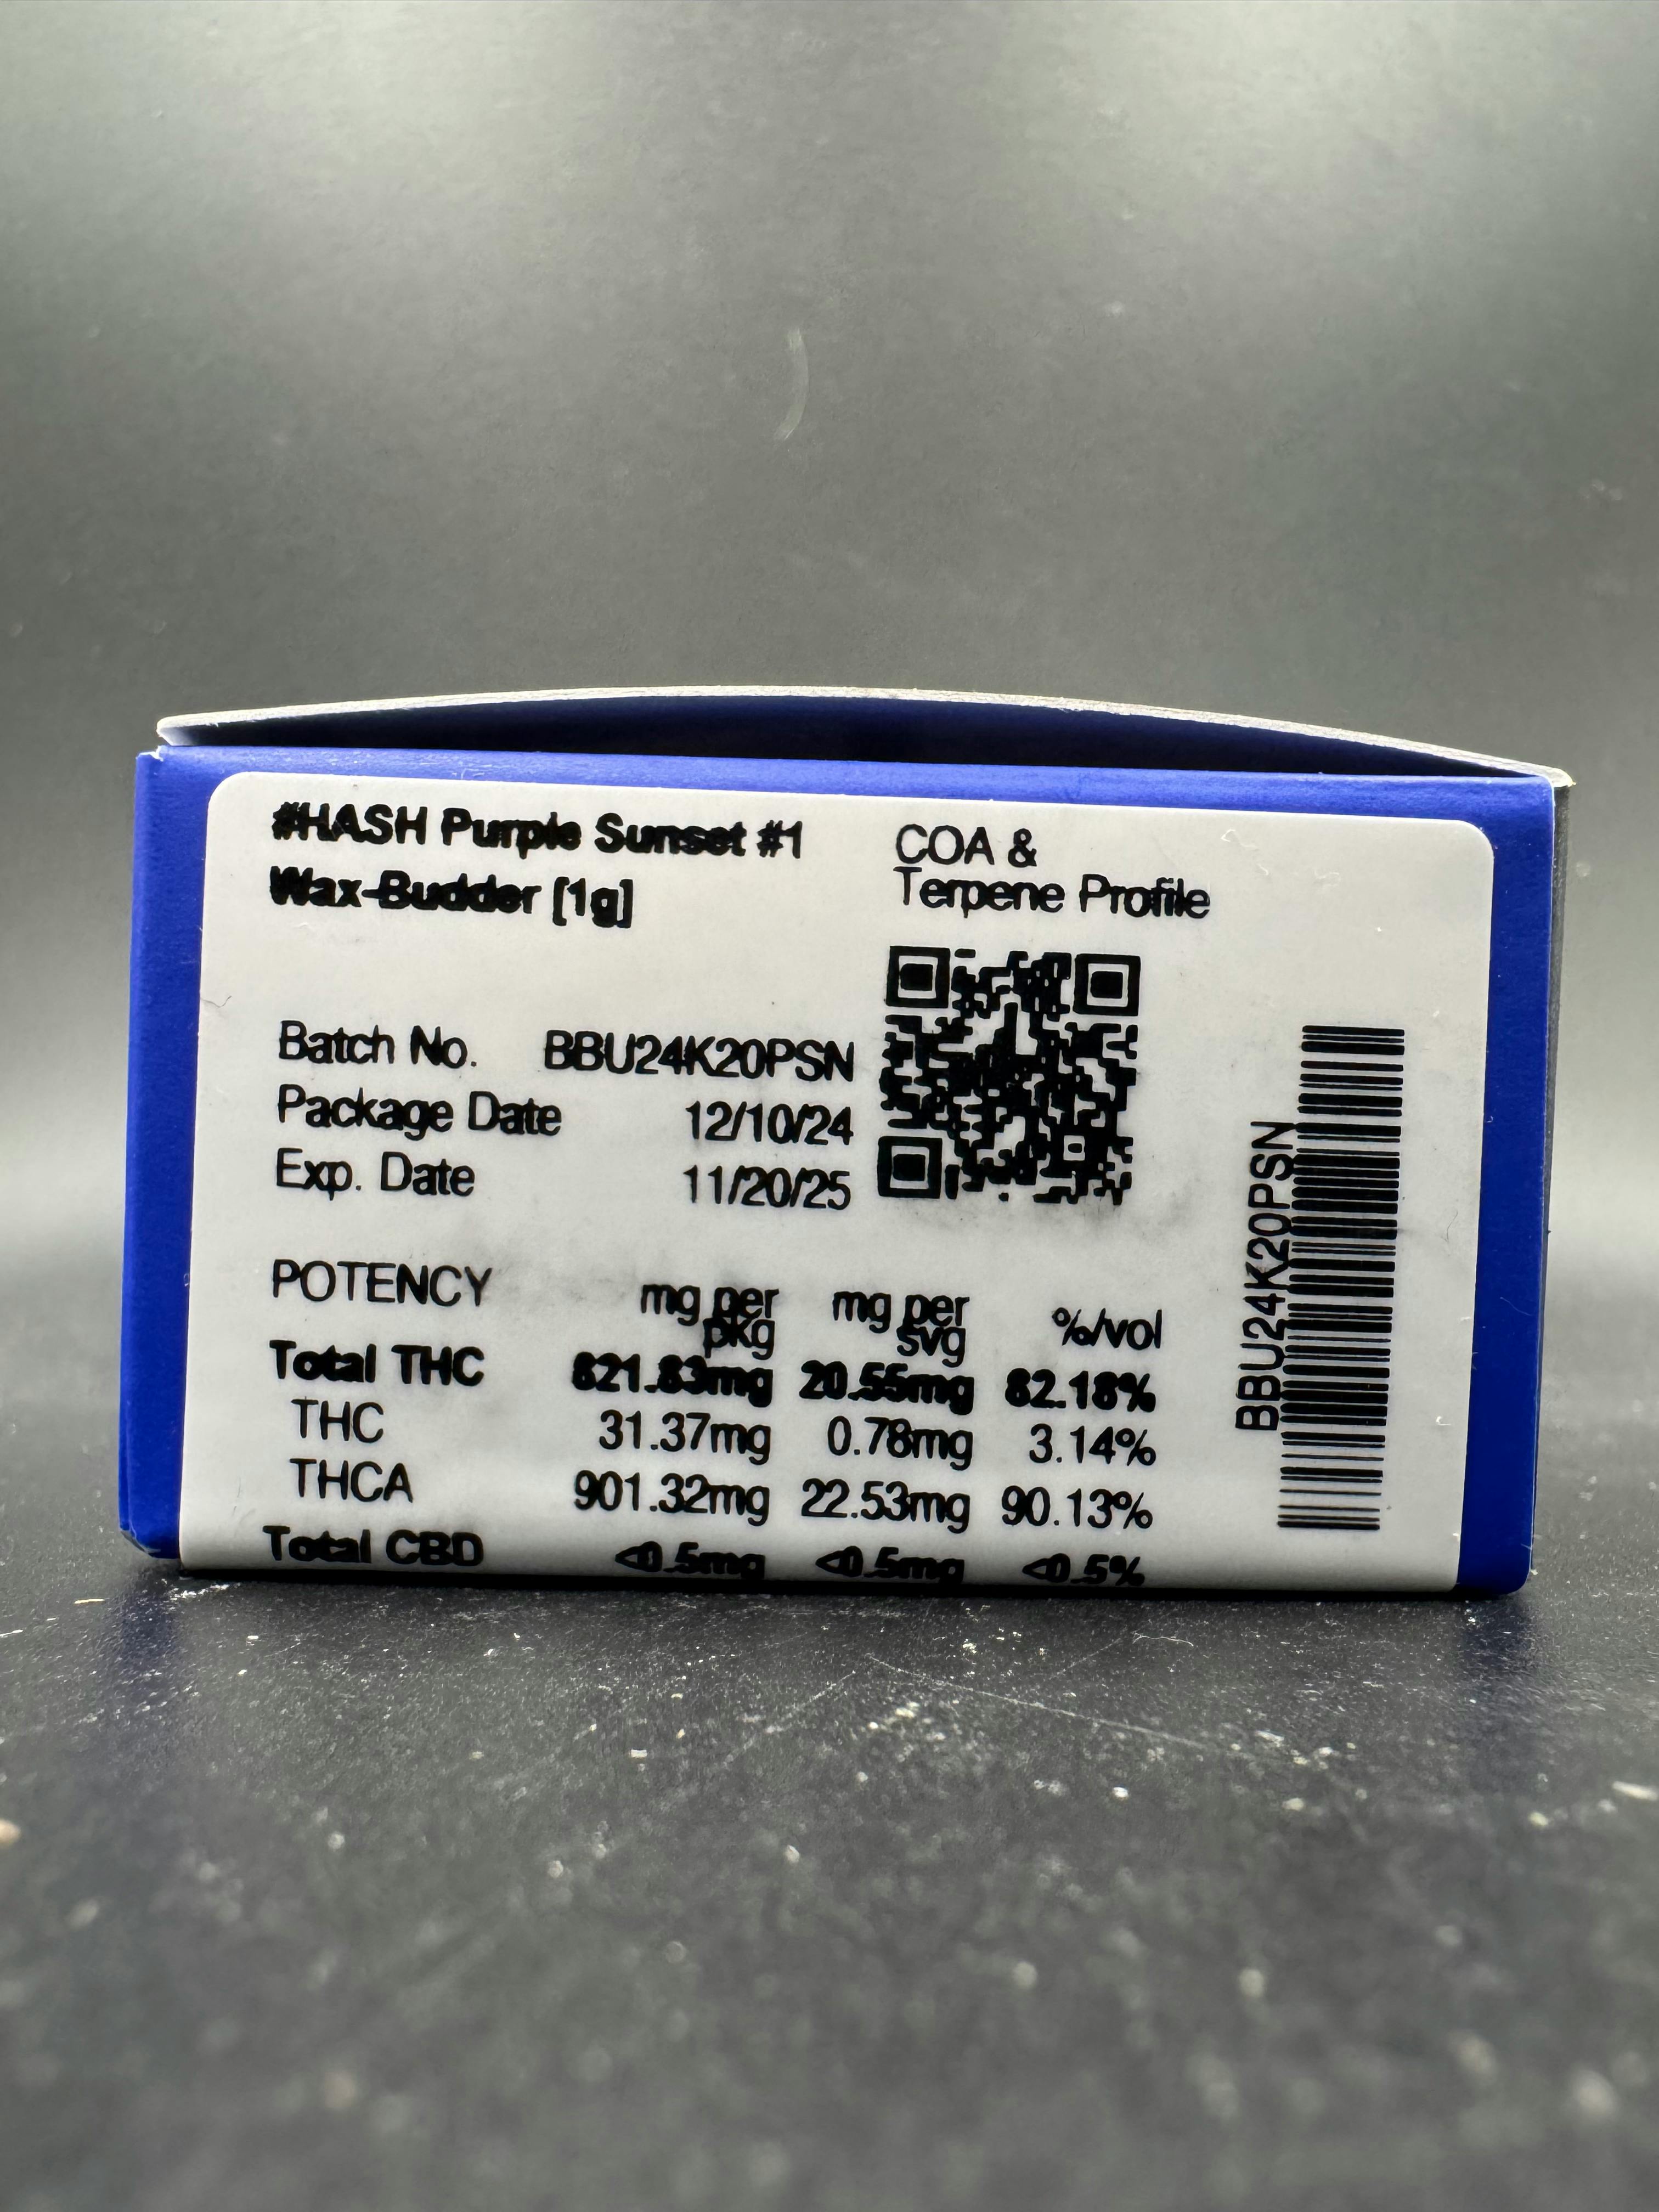 #HASH Purple Sunset #1
Wax-Budder [1g]
COA &
Terpene Profile
Batch No. BBU24K20PSN
Package Date 12/10/24
Exp. Date 11/20/25
POTENCY mg per pkg mg per svg %/vol
Total THC 821.83mg 20.55mg 82.18%
THC 31.37mg 0.78mg 3.14%
THCA 901.32mg 22.53mg 90.13%
Total CBD <0.5mg <0.5mg <0.5%
BBU24K20PSN